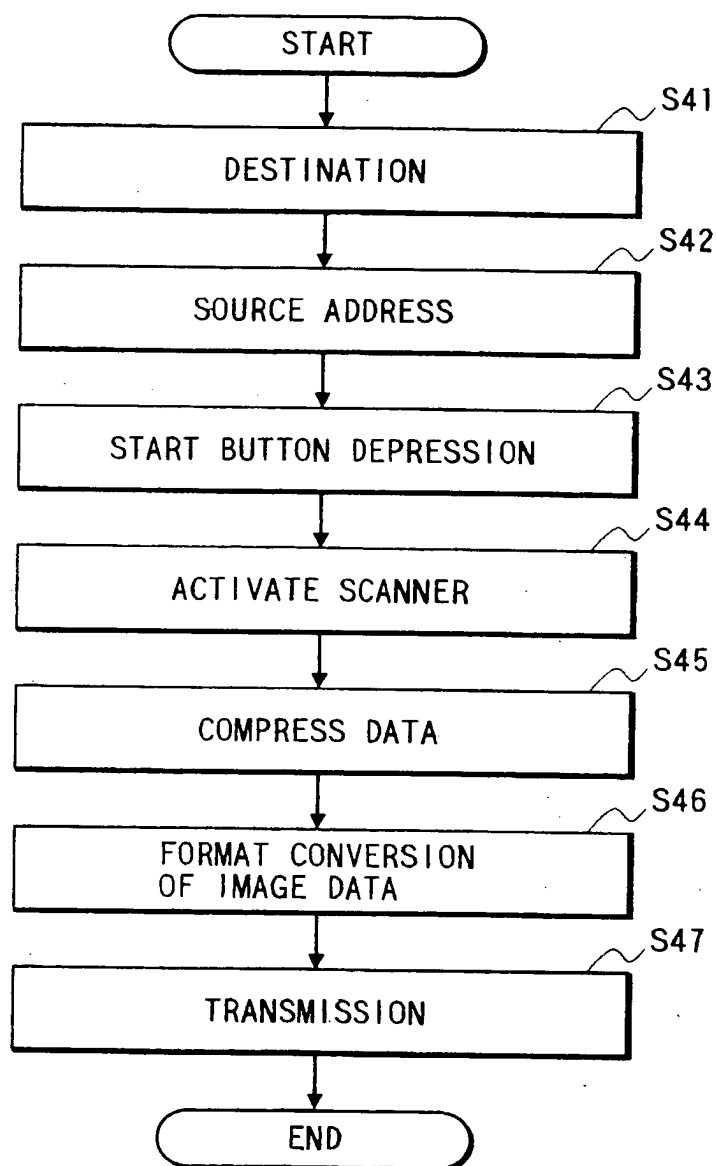 START
S41
DESTINATION
S42
SOURCE ADDRESS
S43
START BUTTON DEPRESSION
S44
ACTIVATE SCANNER
S45
COMPRESS DATA
S46
FORMAT CONVERSION
OF IMAGE DATA
S47
TRANSMISSION
END